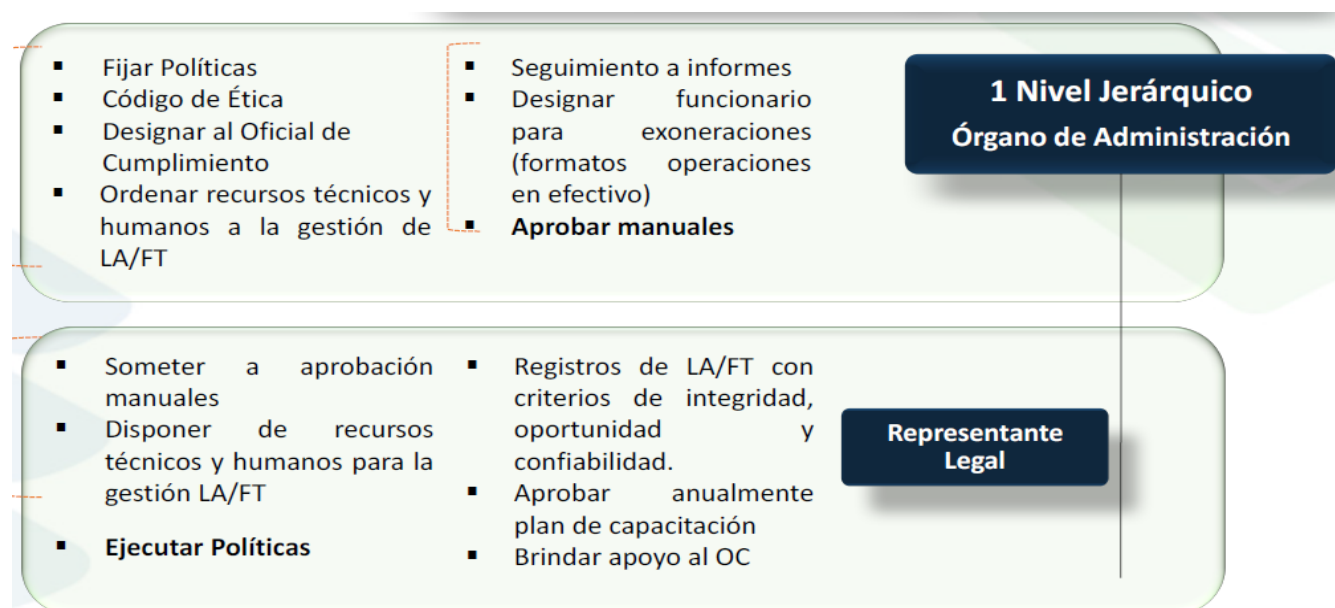 ▪ Fijar Políticas
▪ Código de Ética
▪ Designar al Oficial de
Cumplimiento
▪ Ordenar recursos técnicos y
humanos a la gestión de
LA/FT
▪ Seguimiento a informes
▪ Designar funcionario
para exoneraciones
(formatos operaciones
en efectivo)
▪ Aprobar manuales
1 Nivel Jerárquico
Órgano de Administración
▪ Someter a aprobación
manuales
▪ Disponer de recursos
técnicos y humanos para la
gestión LA/FT
▪ Ejecutar Políticas
▪ Registros de LA/FT con
criterios de integridad,
oportunidad y
confiabilidad.
▪ Aprobar anualmente
plan de capacitación
▪ Brindar apoyo al OC
Representante
Legal